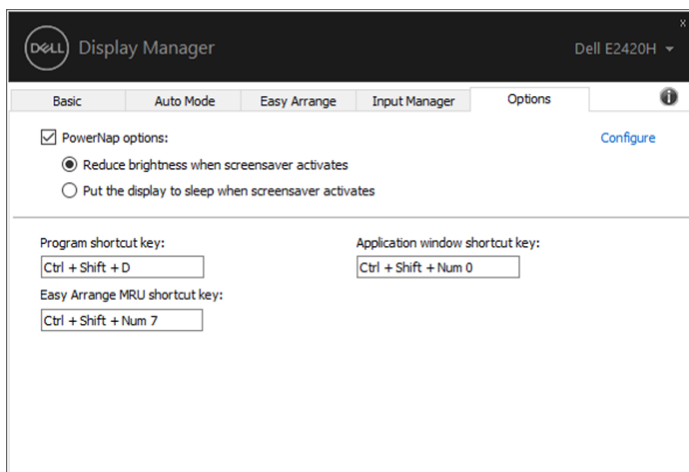 x
DELL Display Manager Dell E2420H
Basic Auto Mode Easy Arrange Input Manager Options i
PowerNap options: Configure
Reduce brightness when screensaver activates
Put the display to sleep when screensaver activates
Program shortcut key: Application window shortcut key:
Ctrl + Shift + D Ctrl + Shift + Num 0
Easy Arrange MRU shortcut key:
Ctrl + Shift + Num 7